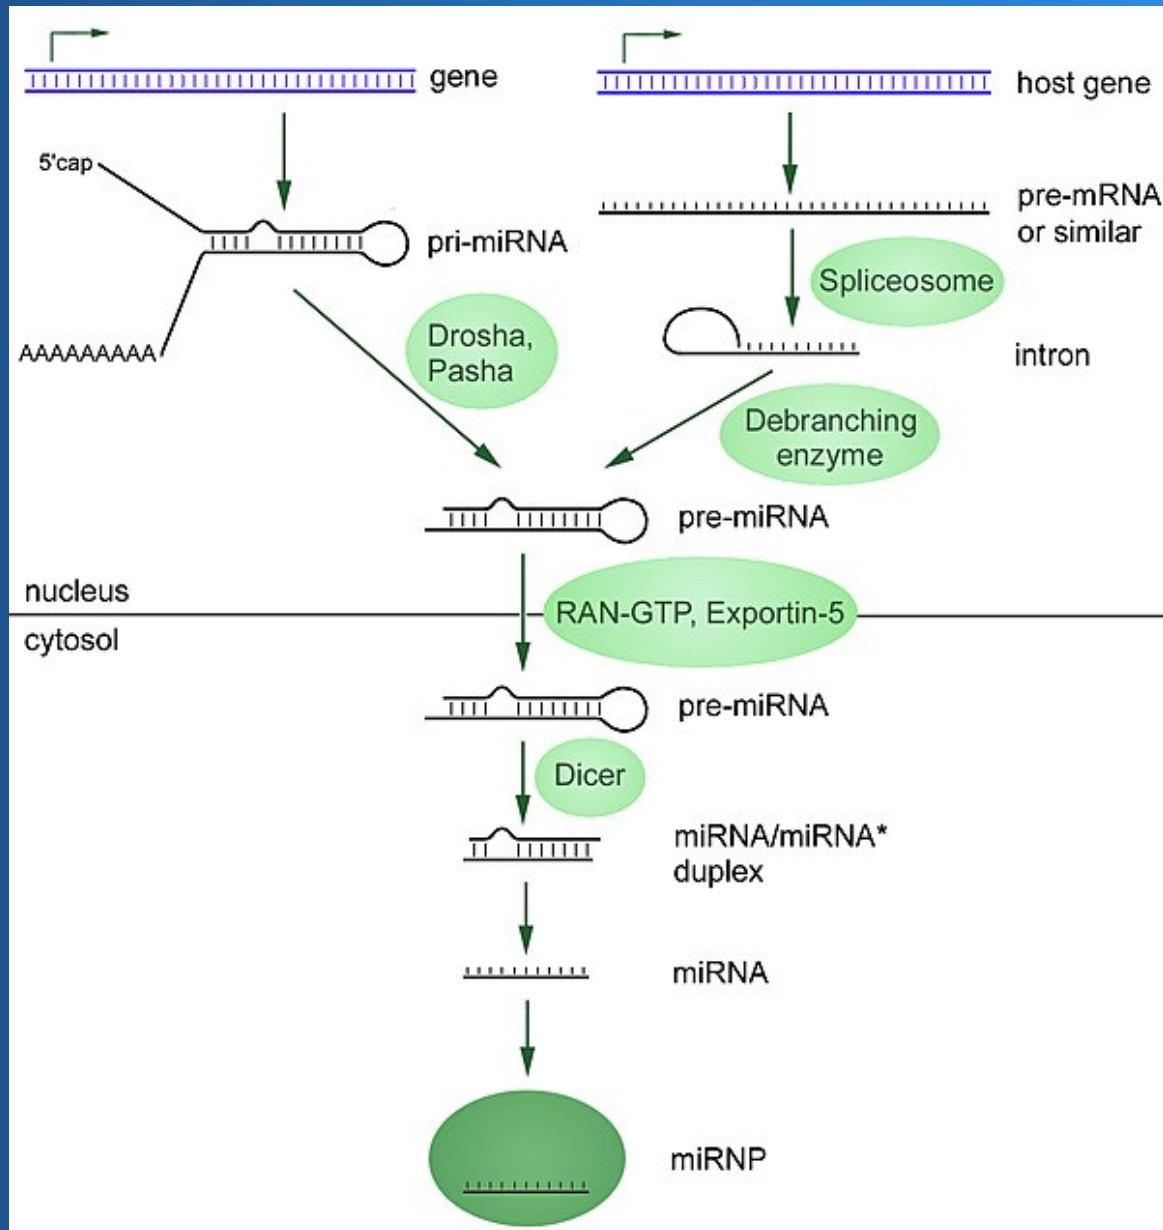 gene
host gene
5'cap
pri-miRNA
pre-mRNA
or similar
Spliceosome
Drosha,
Pasha
AAAAAAAAA
intron
Debranching
enzyme
pre-miRNA
nucleus
RAN-GTP, Exportin-5
cytosol
pre-miRNA
Dicer
miRNA/miRNA*
duplex
miRNA
miRNP